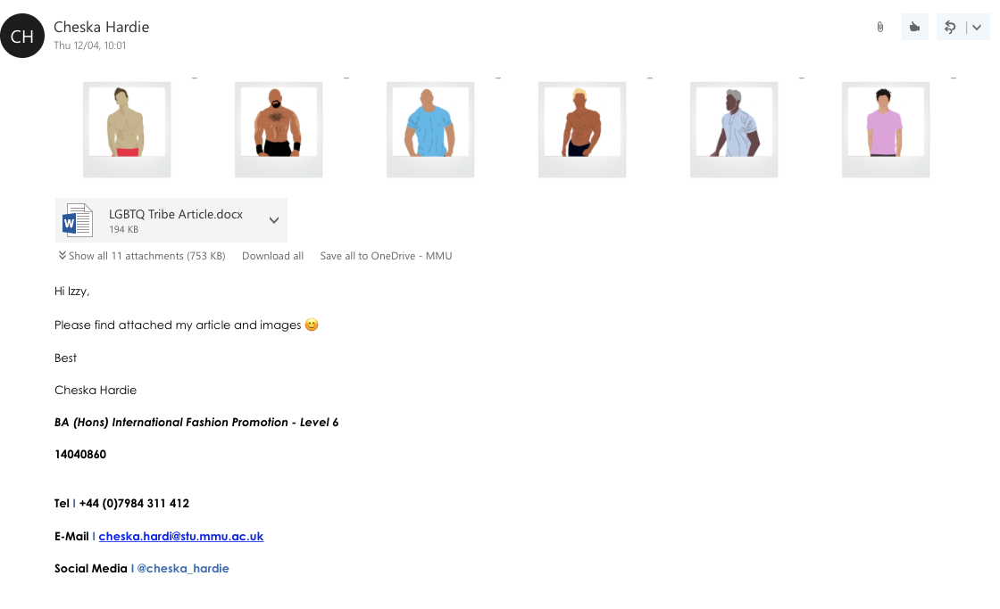 CH
Cheska Hardie
Thu 12/04, 10:01
W
LGBTQ Tribe Article.docx
194 KB
Show all 11 attachments (753 KB) Download all Save all to OneDrive - MMU
Hi Izzy,
Please find attached my article and images 😊
Best
Cheska Hardie
BA (Hons) International Fashion Promotion - Level 6
14040860
Tel I +44 (0)7984 311 412
E-Mail I cheska.hardi@stu.mmu.ac.uk
Social Media I @cheska_hardie